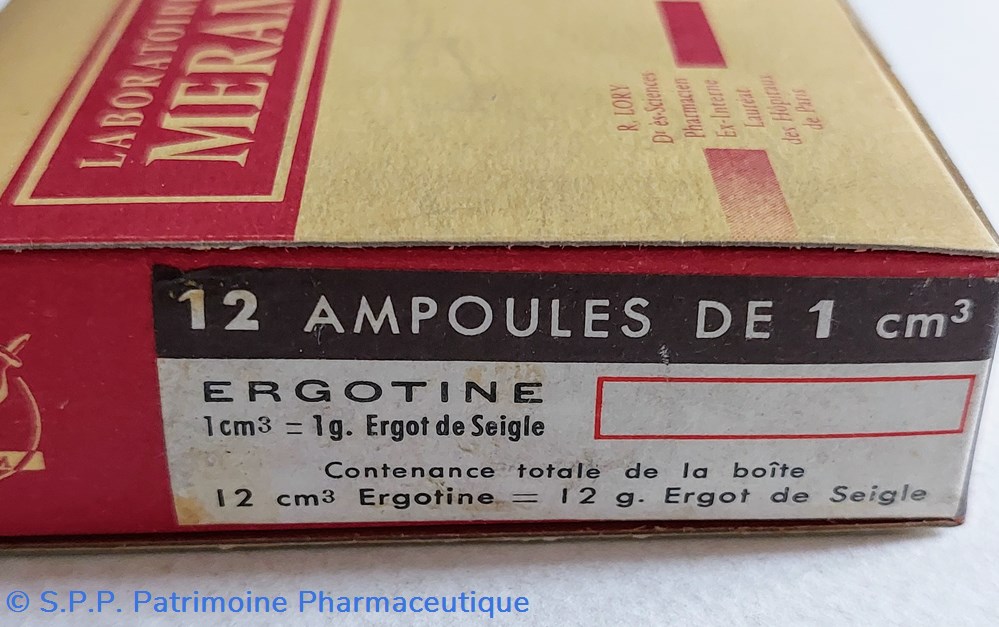 LABORATOIRE
MERAN
R. LORY
Dr ès-Sciences
Pharmacien
Ex-Interne
Lauréat
des Hôpitaux
de Paris
12 AMPOULES DE 1 cm³
ERGOTINE
1cm³ = 1g. Ergot de Seigle
Contenance totale de la boîte
12 cm³ Ergotine = 12 g. Ergot de Seigle
© S.P.P. Patrimoine Pharmaceutique